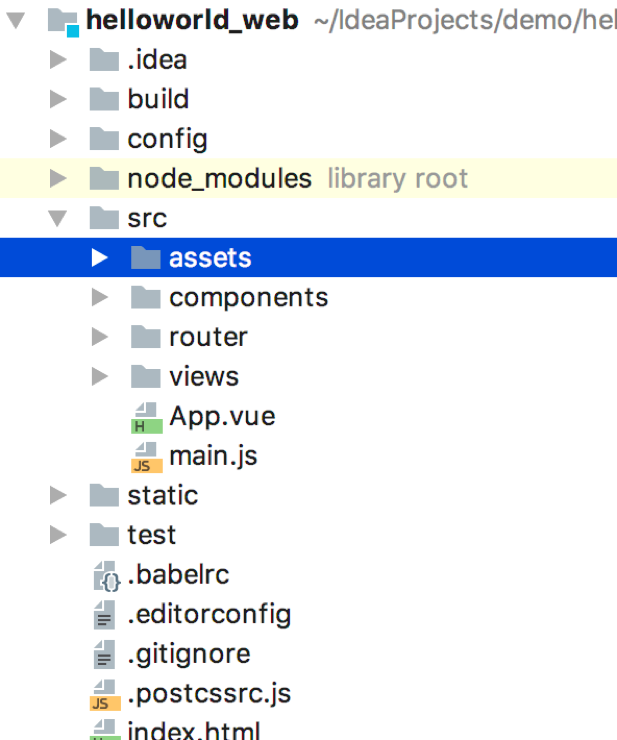 helloworld_web ~/IdeaProjects/demo/hel
.idea
build
config
node_modules library root
src
assets
components
router
views
H App.vue
JS main.js
static
test
.babelrc
.editorconfig
.gitignore
JS .postcssrc.js
index.html